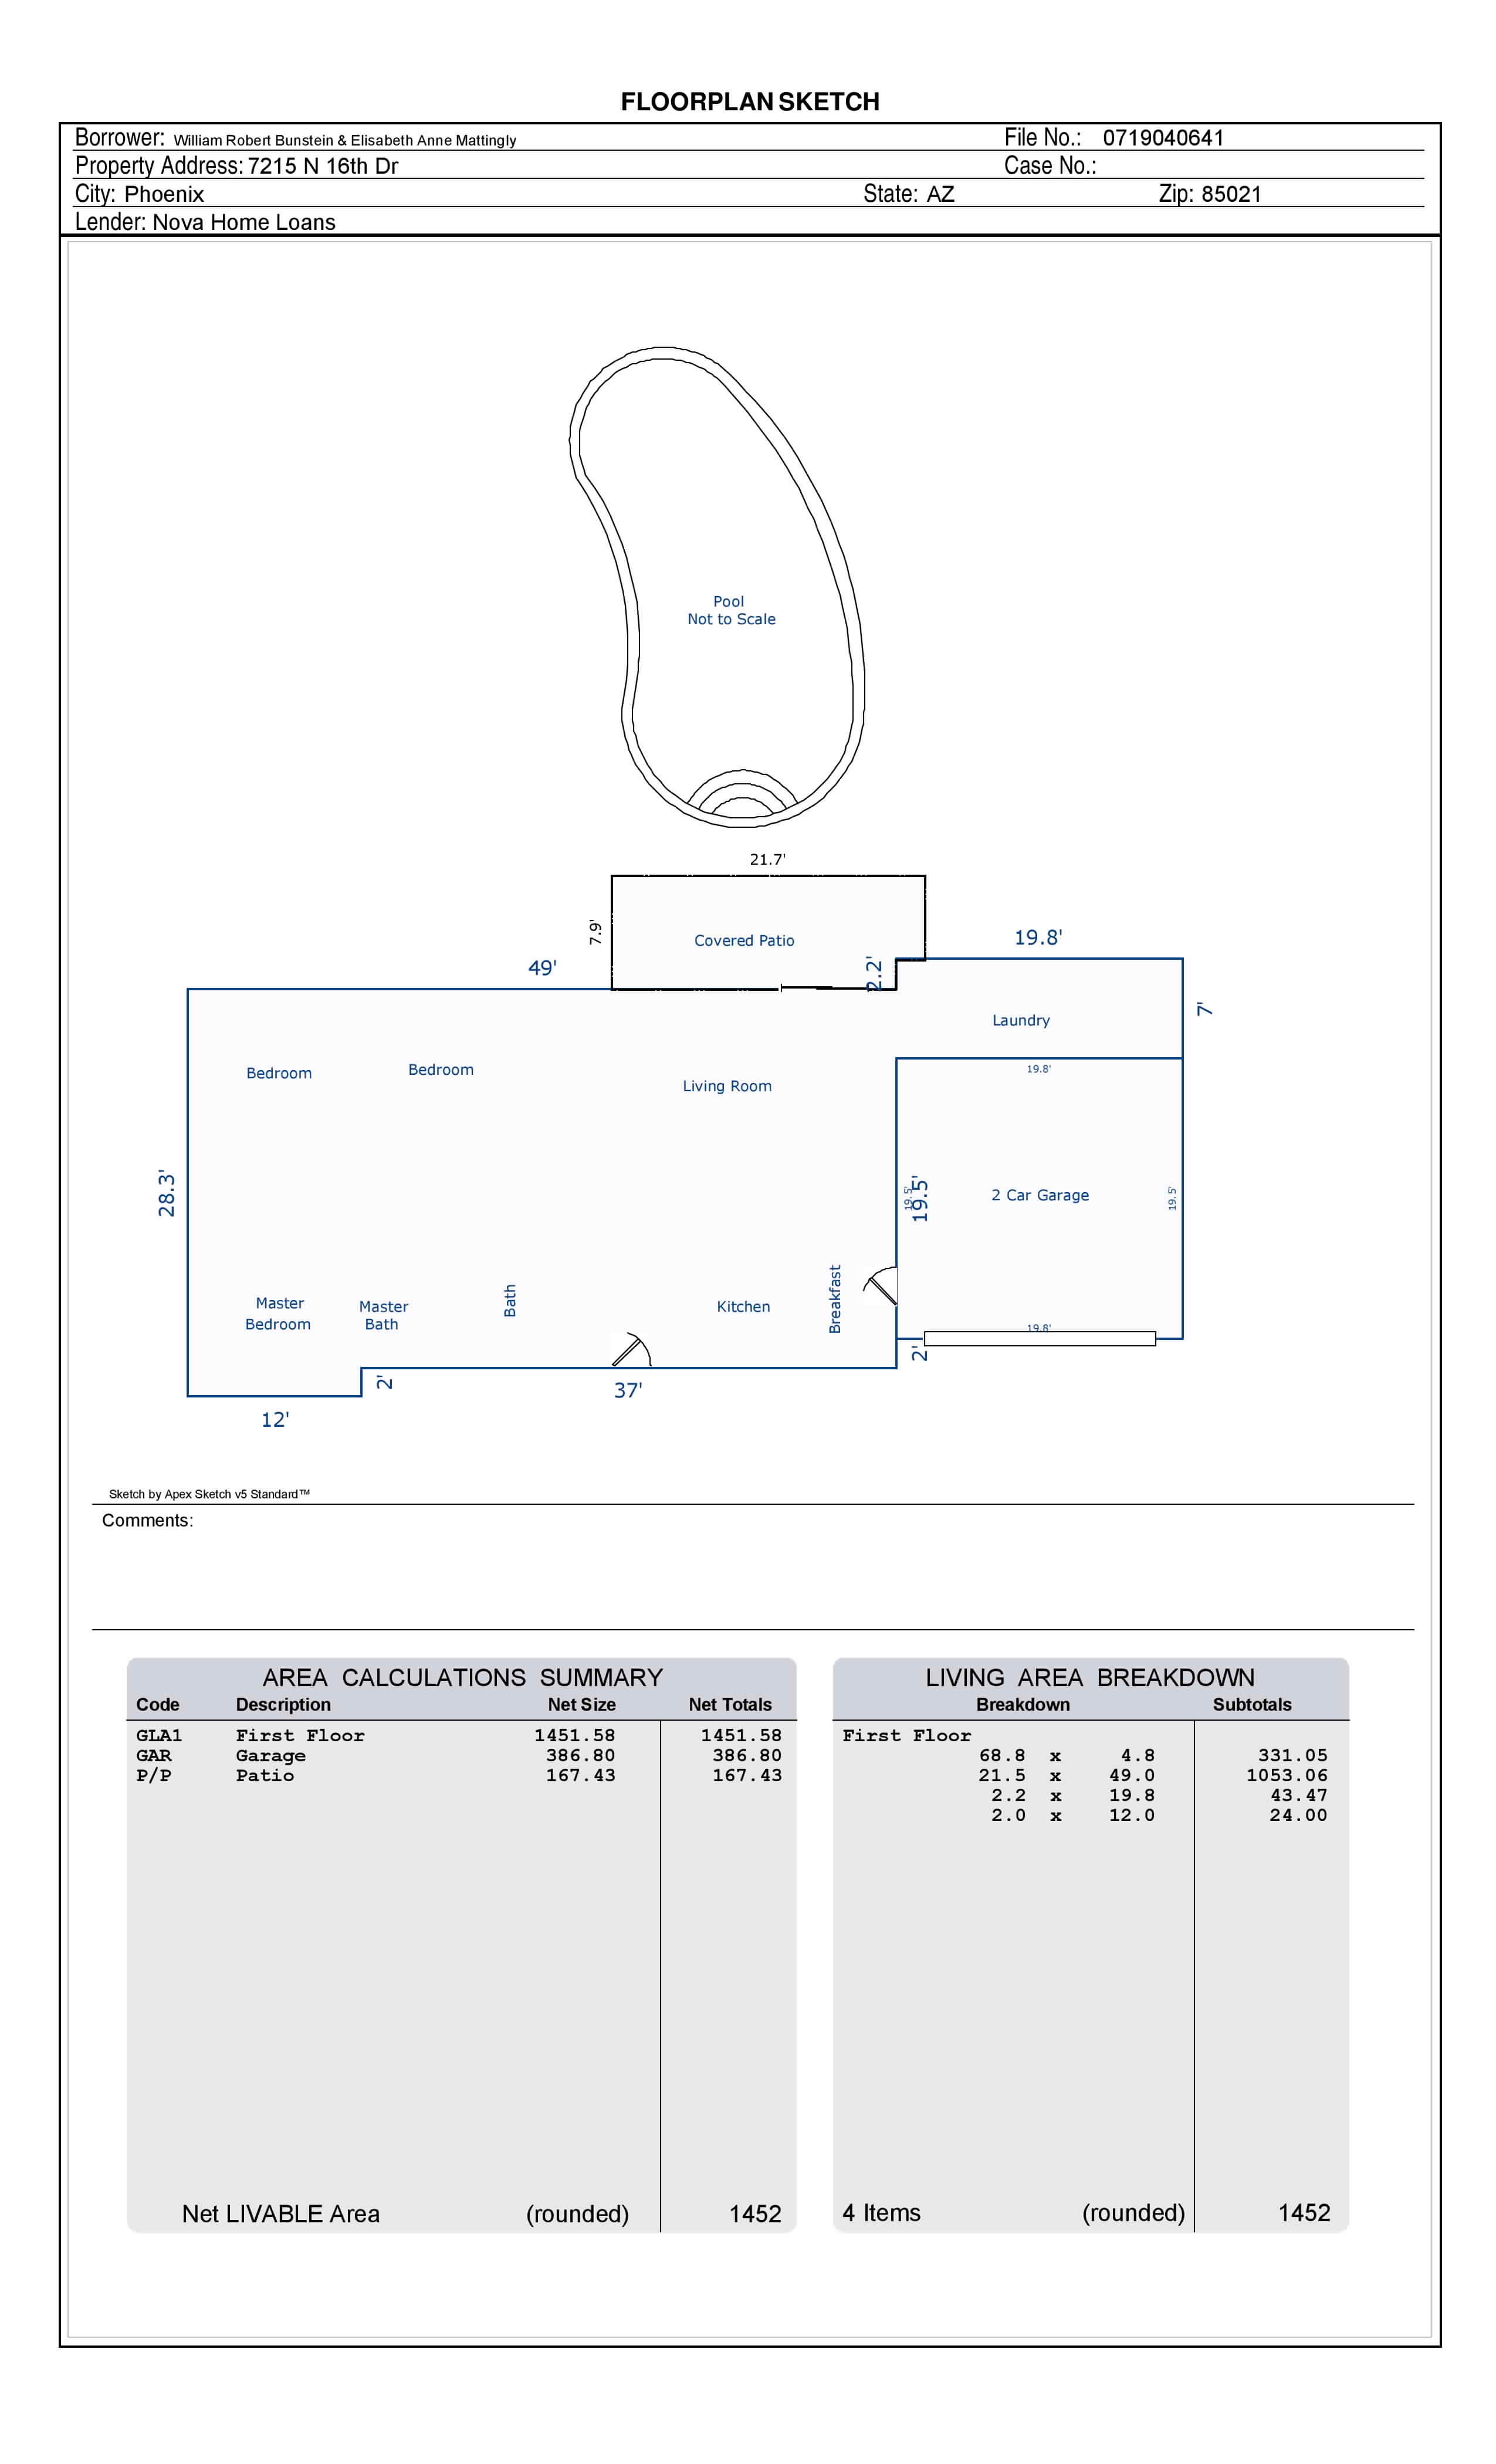 FLOORPLAN SKETCH
Borrower: William Robert Bunstein & Elisabeth Anne Mattingly File No.: 0719040641
Property Address: 7215 N 16th Dr Case No.:
City: Phoenix State: AZ Zip: 85021
Lender: Nova Home Loans
Pool
Not to Scale
21.7'
7.9'
Covered Patio
19.8'
49'
2.2'
7'
Laundry
Bedroom
Bedroom
Living Room
19.8'
28.3'
19.5'
19.5'
2 Car Garage
19.5'
Master
Bedroom
Master
Bath
Bath
Kitchen
Breakfast
19.8'
2'
2'
37'
12'
Sketch by Apex Sketch v5 Standard™
Comments:
AREA CALCULATIONS SUMMARY
Code Description Net Size Net Totals
GLA1 First Floor 1451.58 1451.58
GAR Garage 386.80 386.80
P/P Patio 167.43 167.43
Net LIVABLE Area (rounded) 1452
LIVING AREA BREAKDOWN
Breakdown Subtotals
First Floor
68.8 x 4.8 331.05
21.5 x 49.0 1053.06
2.2 x 19.8 43.47
2.0 x 12.0 24.00
4 Items (rounded) 1452